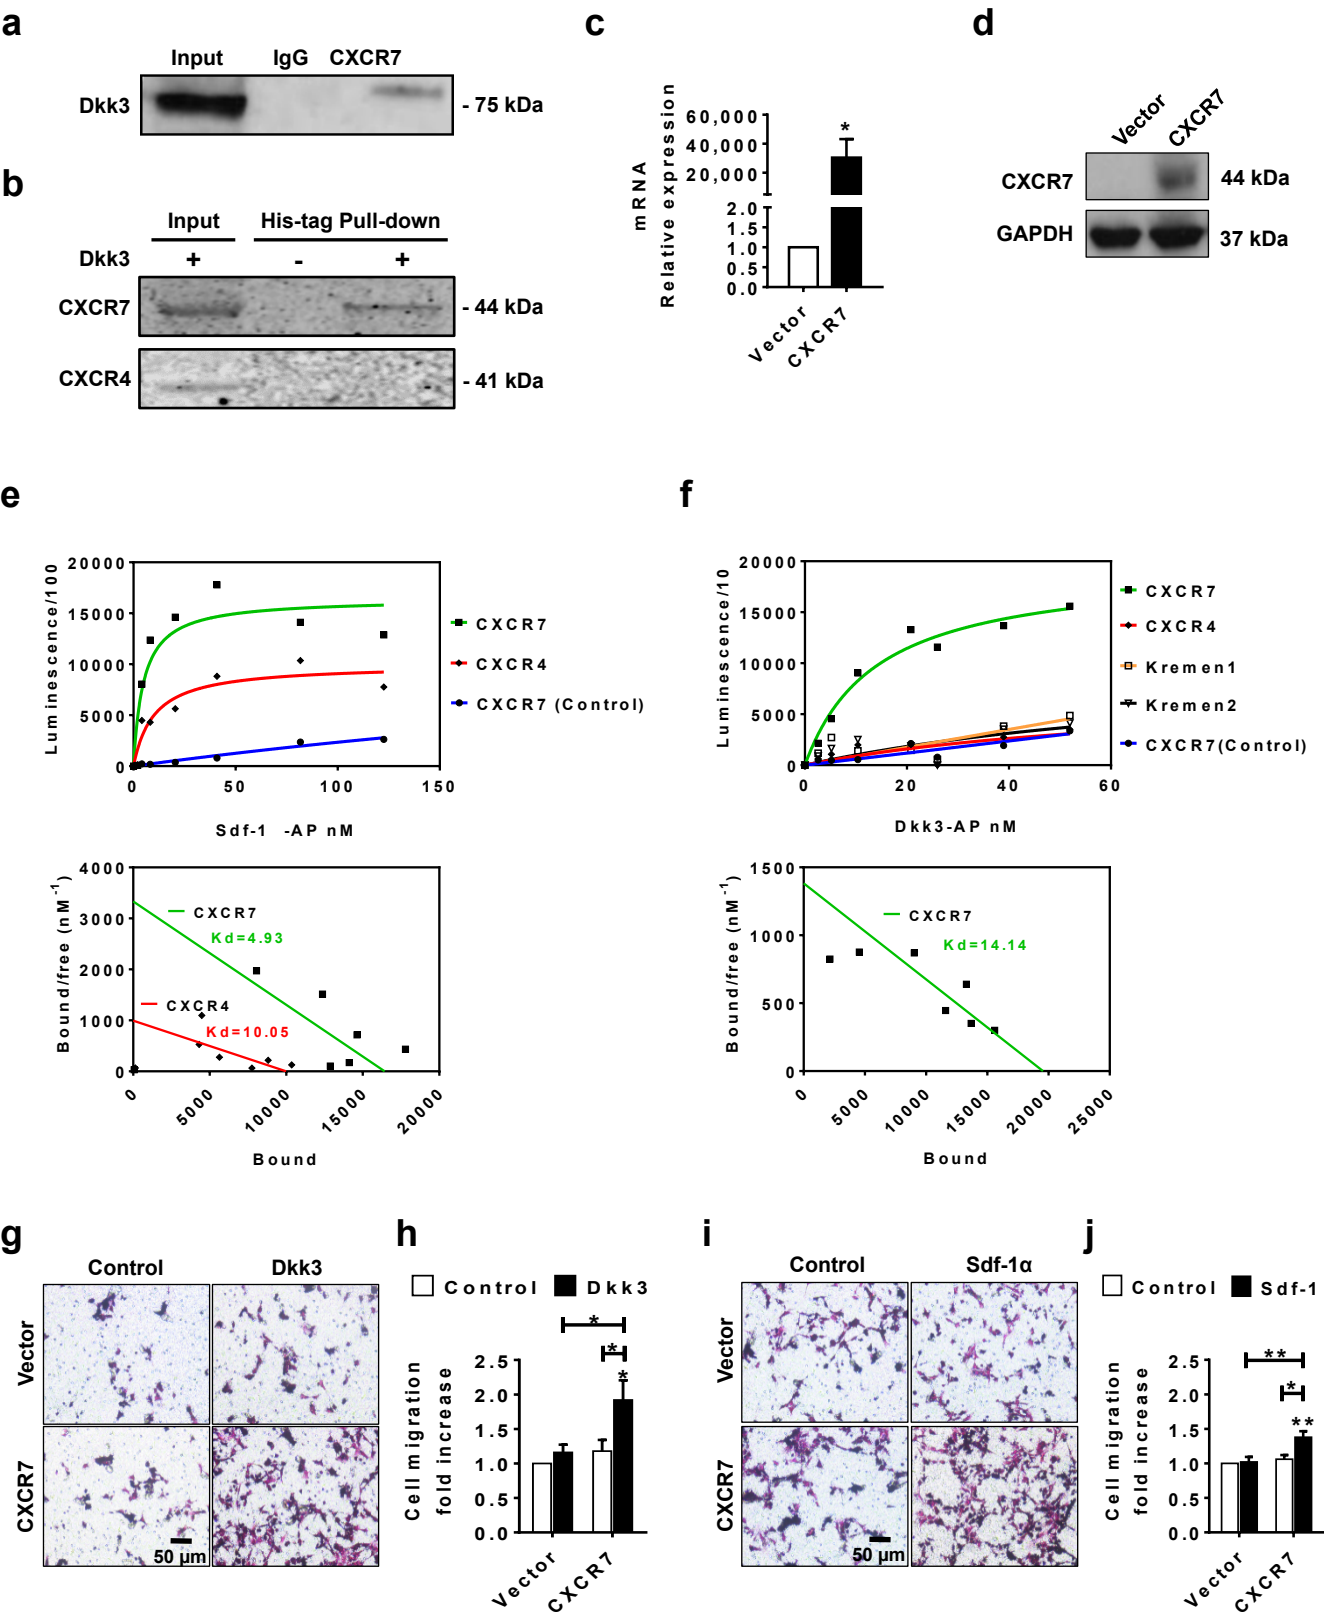 a
Input IgG CXCR7
Dkk3
- 75 kDa
b
Input His-tag Pull-down
Dkk3 + - +
CXCR7
- 44 kDa
CXCR4
- 41 kDa
c
mRNA
Relative expression
60,000
40,000
20,000
2.0
1.5
1.0
0.5
0.0
*
Vector
CXCR7
d
Vector
CXCR7
CXCR7
44 kDa
GAPDH
37 kDa
e
Luminescence/100
20000
15000
10000
5000
0
0 50 100 150
Sdf-1 -AP nM
CXCR7
CXCR4
CXCR7 (Control)
Bound/free (nM-1)
4000
3000
2000
1000
0
CXCR7
Kd=4.93
CXCR4
Kd=10.05
0 5000 10000 15000 20000
Bound
f
Luminescence/10
20000
15000
10000
5000
0
0 20 40 60
Dkk3-AP nM
CXCR7
CXCR4
Kremen1
Kremen2
CXCR7(Control)
Bound/free (nM-1)
1500
1000
500
0
CXCR7
Kd=14.14
0 5000 10000 15000 20000 25000
Bound
g
Control Dkk3
Vector
CXCR7
50 µm
h
Control Dkk3
Cell migration
fold increase
2.5
2.0
1.5
1.0
0.5
0.0
*
*
*
Vector
CXCR7
i
Control Sdf-1α
Vector
CXCR7
50 µm
j
Control Sdf-1
Cell migration
fold increase
2.5
2.0
1.5
1.0
0.5
0.0
**
*
**
Vector
CXCR7